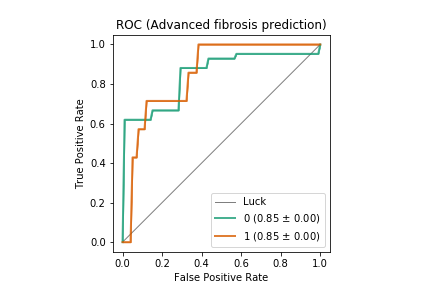 ROC (Advanced fibrosis prediction)
True Positive Rate
1.0
0.8
0.6
0.4
0.2
0.0
Luck
0 (0.85 ± 0.00)
1 (0.85 ± 0.00)
0.0 0.2 0.4 0.6 0.8 1.0
False Positive Rate